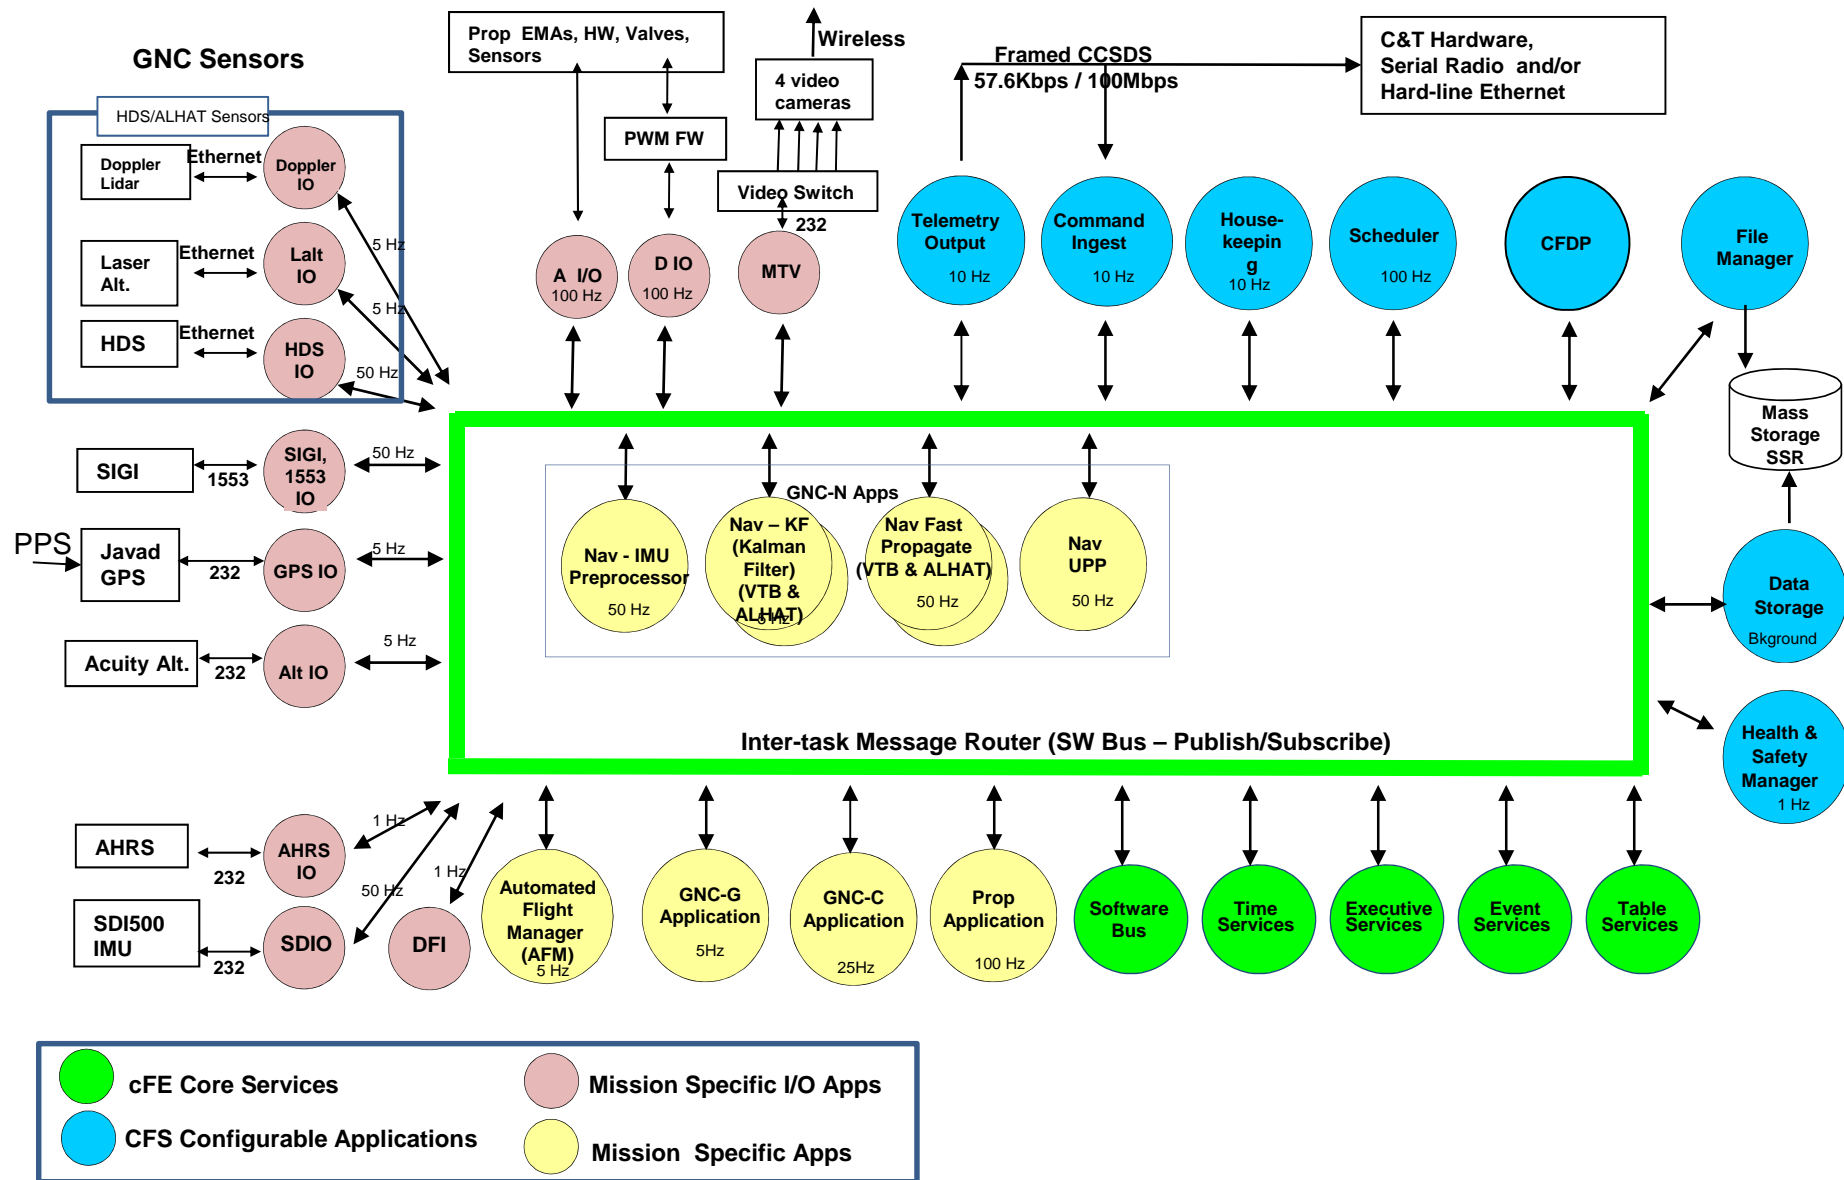 GNC Sensors
HDS/ALHAT Sensors
Doppler
Lidar
Ethernet
Doppler
IO
5 Hz
Laser
Alt.
Ethernet
Lalt
IO
5 Hz
HDS
Ethernet
HDS
IO
50 Hz
SIGI
1553
SIGI,
1553
IO
50 Hz
PPS
Javad
GPS
232
GPS IO
5 Hz
Acuity Alt.
232
Alt IO
5 Hz
AHRS
232
AHRS
IO
1 Hz
SDI500
IMU
232
SDIO
50 Hz
DFI
1 Hz
Prop EMAs, HW, Valves,
Sensors
PWM FW
A I/O
100 Hz
D IO
100 Hz
Wireless
4 video
cameras
Video Switch
232
MTV
Framed CCSDS
57.6Kbps / 100Mbps
C&T Hardware,
Serial Radio and/or
Hard-line Ethernet
Telemetry
Output
10 Hz
Command
Ingest
10 Hz
House-
keepin
g
10 Hz
Scheduler
100 Hz
CFDP
File
Manager
Mass
Storage
SSR
Data
Storage
Bkground
Health &
Safety
Manager
1 Hz
GNC-N Apps
Nav - IMU
Preprocessor
50 Hz
Nav – KF
(Kalman
Filter)
(VTB &
ALHAT)
5 Hz
Nav Fast
Propagate
(VTB & ALHAT)
50 Hz
Nav
UPP
50 Hz
Inter-task Message Router (SW Bus – Publish/Subscribe)
Automated
Flight
Manager
(AFM)
5 Hz
GNC-G
Application
5Hz
GNC-C
Application
25Hz
Prop
Application
100 Hz
Software
Bus
Time
Services
Executive
Services
Event
Services
Table
Services
cFE Core Services
CFS Configurable Applications
Mission Specific I/O Apps
Mission Specific Apps